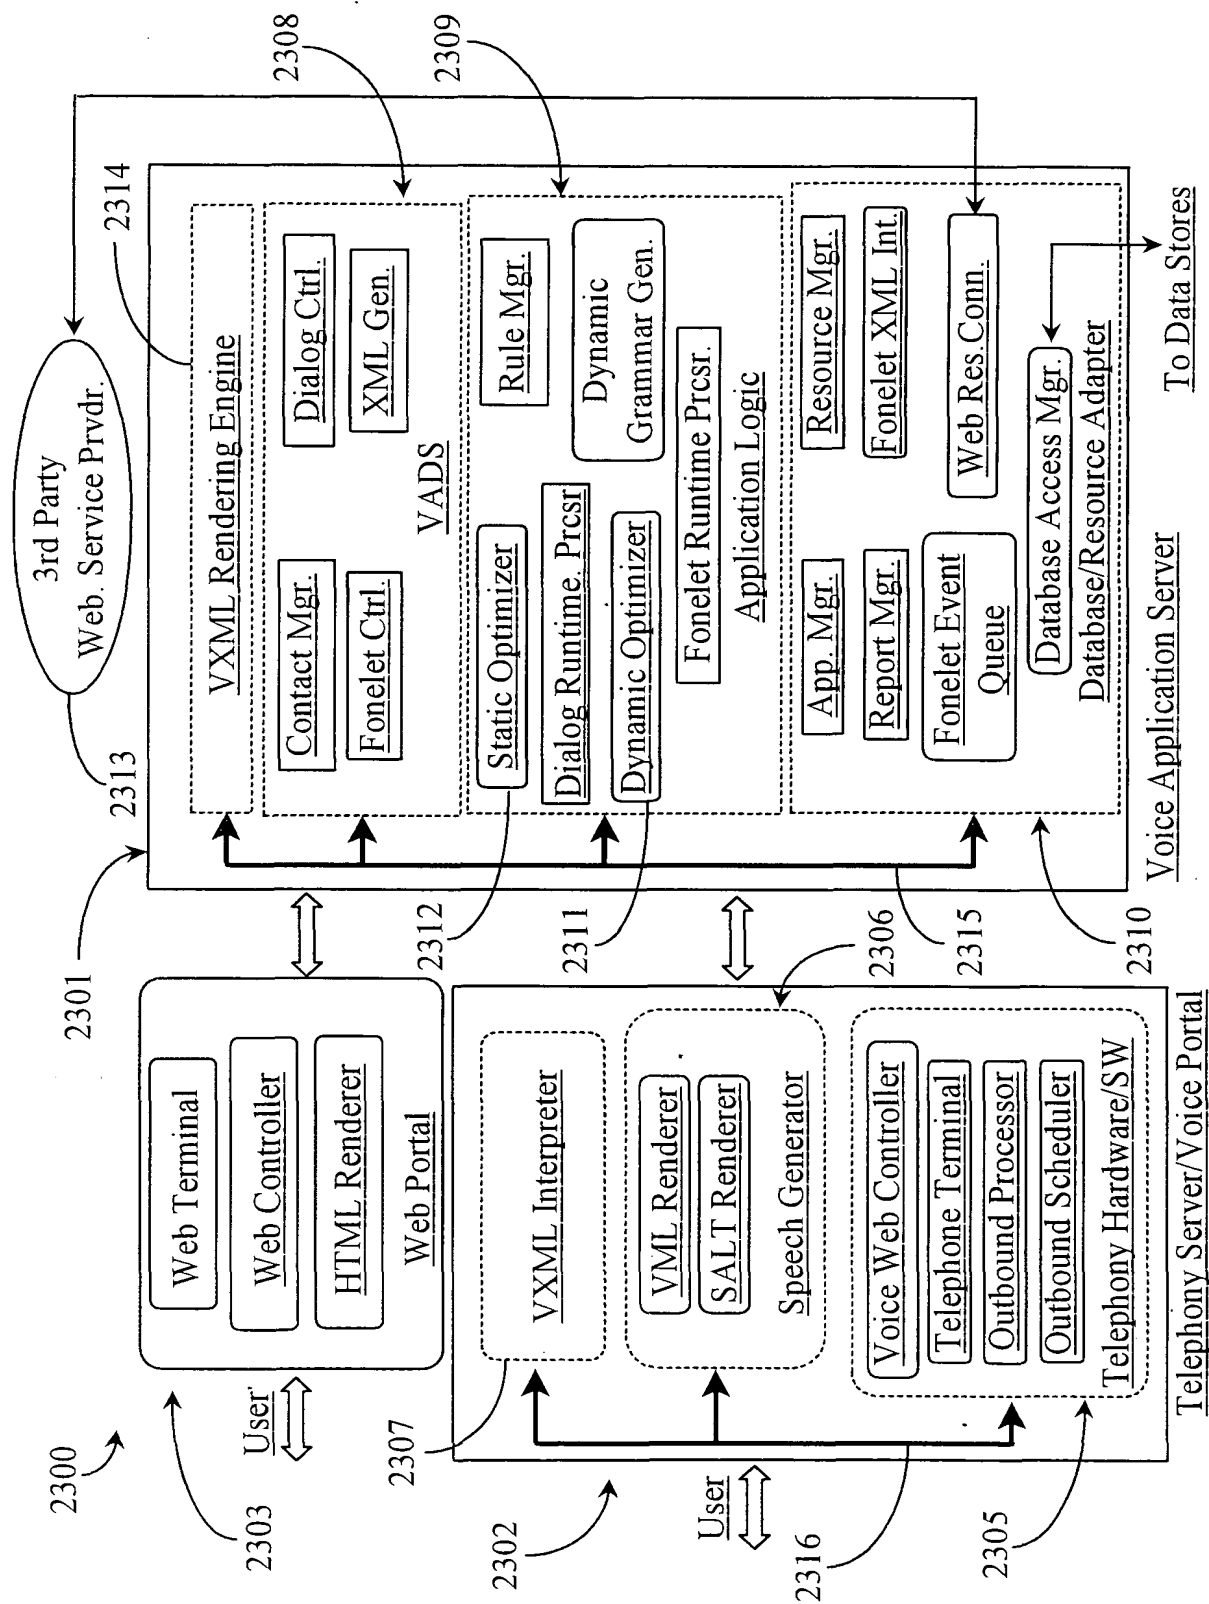 2300
2303
User
Web Terminal
Web Controller
HTML Renderer
Web Portal
2301
2313
3rd Party
Web. Service Prvdr.
2314
VXML Rendering Engine
2308
Contact Mgr.
Dialog Ctrl.
Fonelet Ctrl.
XML Gen.
VADS
2309
2312
Static Optimizer
Rule Mgr.
Dialog Runtime. Prcsr
Dynamic
Grammar Gen.
2311
Dynamic Optimizer
Fonelet Runtime Prcsr.
Application Logic
App. Mgr
Resource Mgr.
Report Mgr.
Fonelet XML Int.
Fonelet Event
Queue
Web Res.Conn.
Database Access Mgr.
Database/Resource Adapter
To Data Stores
2315
2310
Voice Application Server
2302
User
2307
VXML Interpreter
2306
VML Renderer
SALT Renderer
Speech Generator
Voice Web Controller
Telephone Terminal
Outbound Processor
Outbound Scheduler
Telephony Hardware/SW
2316
2305
Telephony Server/Voice Portal